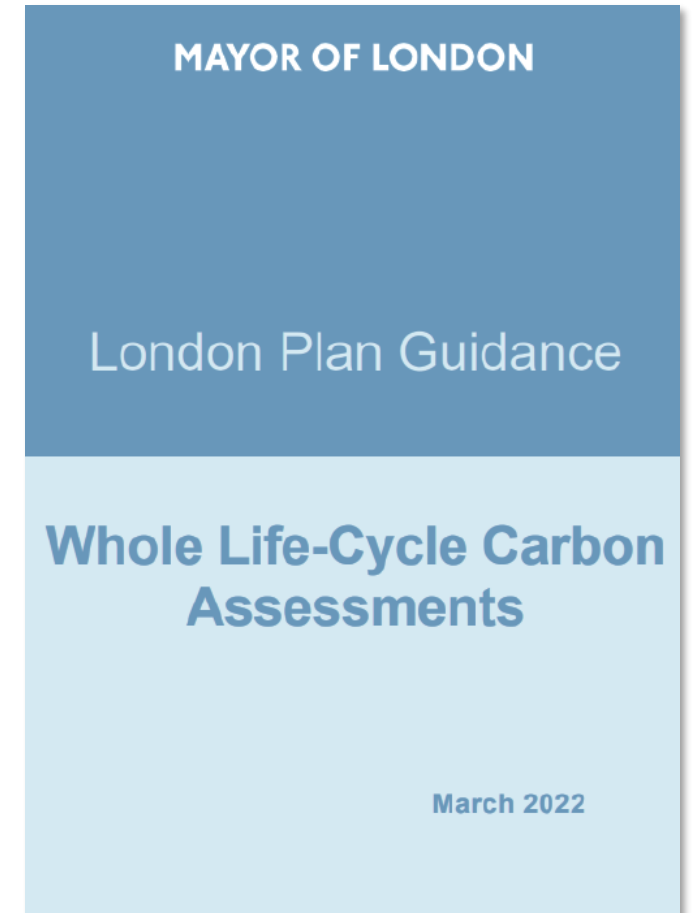 MAYOR OF LONDON
London Plan Guidance
Whole Life-Cycle Carbon
Assessments
March 2022